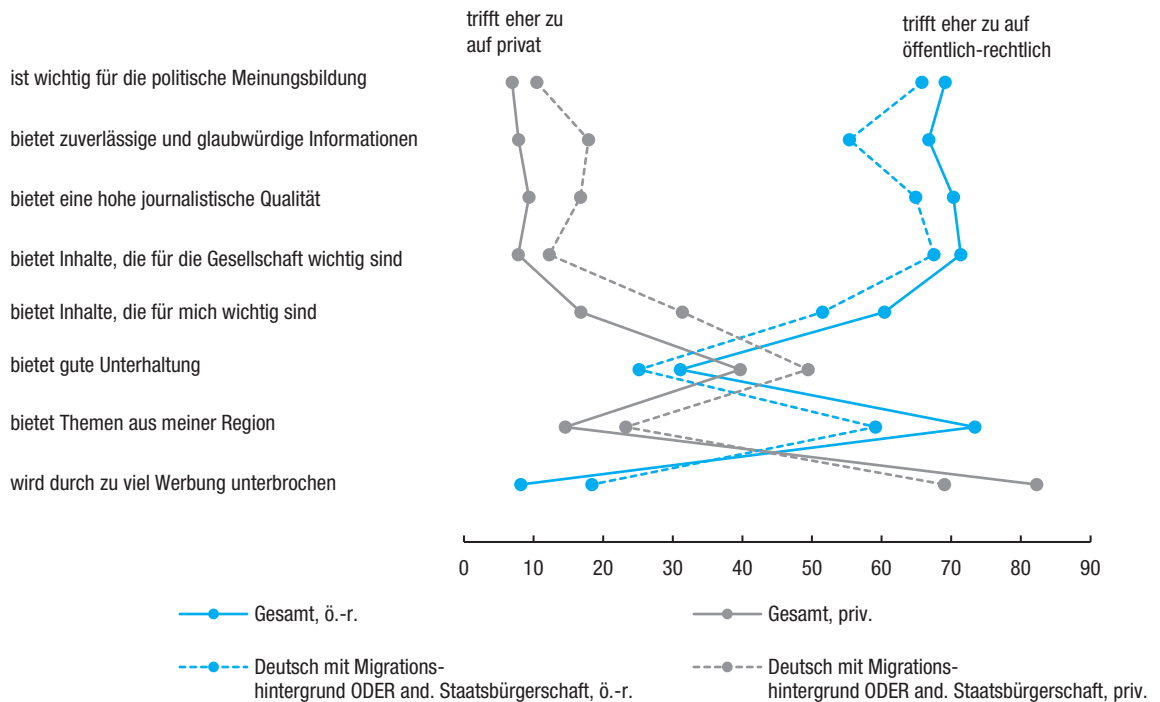 trifft eher zu
auf privat
trifft eher zu auf
öffentlich-rechtlich
ist wichtig für die politische Meinungsbildung
bietet zuverlässige und glaubwürdige Informationen
bietet eine hohe journalistische Qualität
bietet Inhalte, die für die Gesellschaft wichtig sind
bietet Inhalte, die für mich wichtig sind
bietet gute Unterhaltung
bietet Themen aus meiner Region
wird durch zu viel Werbung unterbrochen
0 10 20 30 40 50 60 70 80 90
Gesamt, ö.-r.
Gesamt, priv.
Deutsch mit Migrations-
hintergrund ODER and. Staatsbürgerschaft, ö.-r.
Deutsch mit Migrations-
hintergrund ODER and. Staatsbürgerschaft, priv.